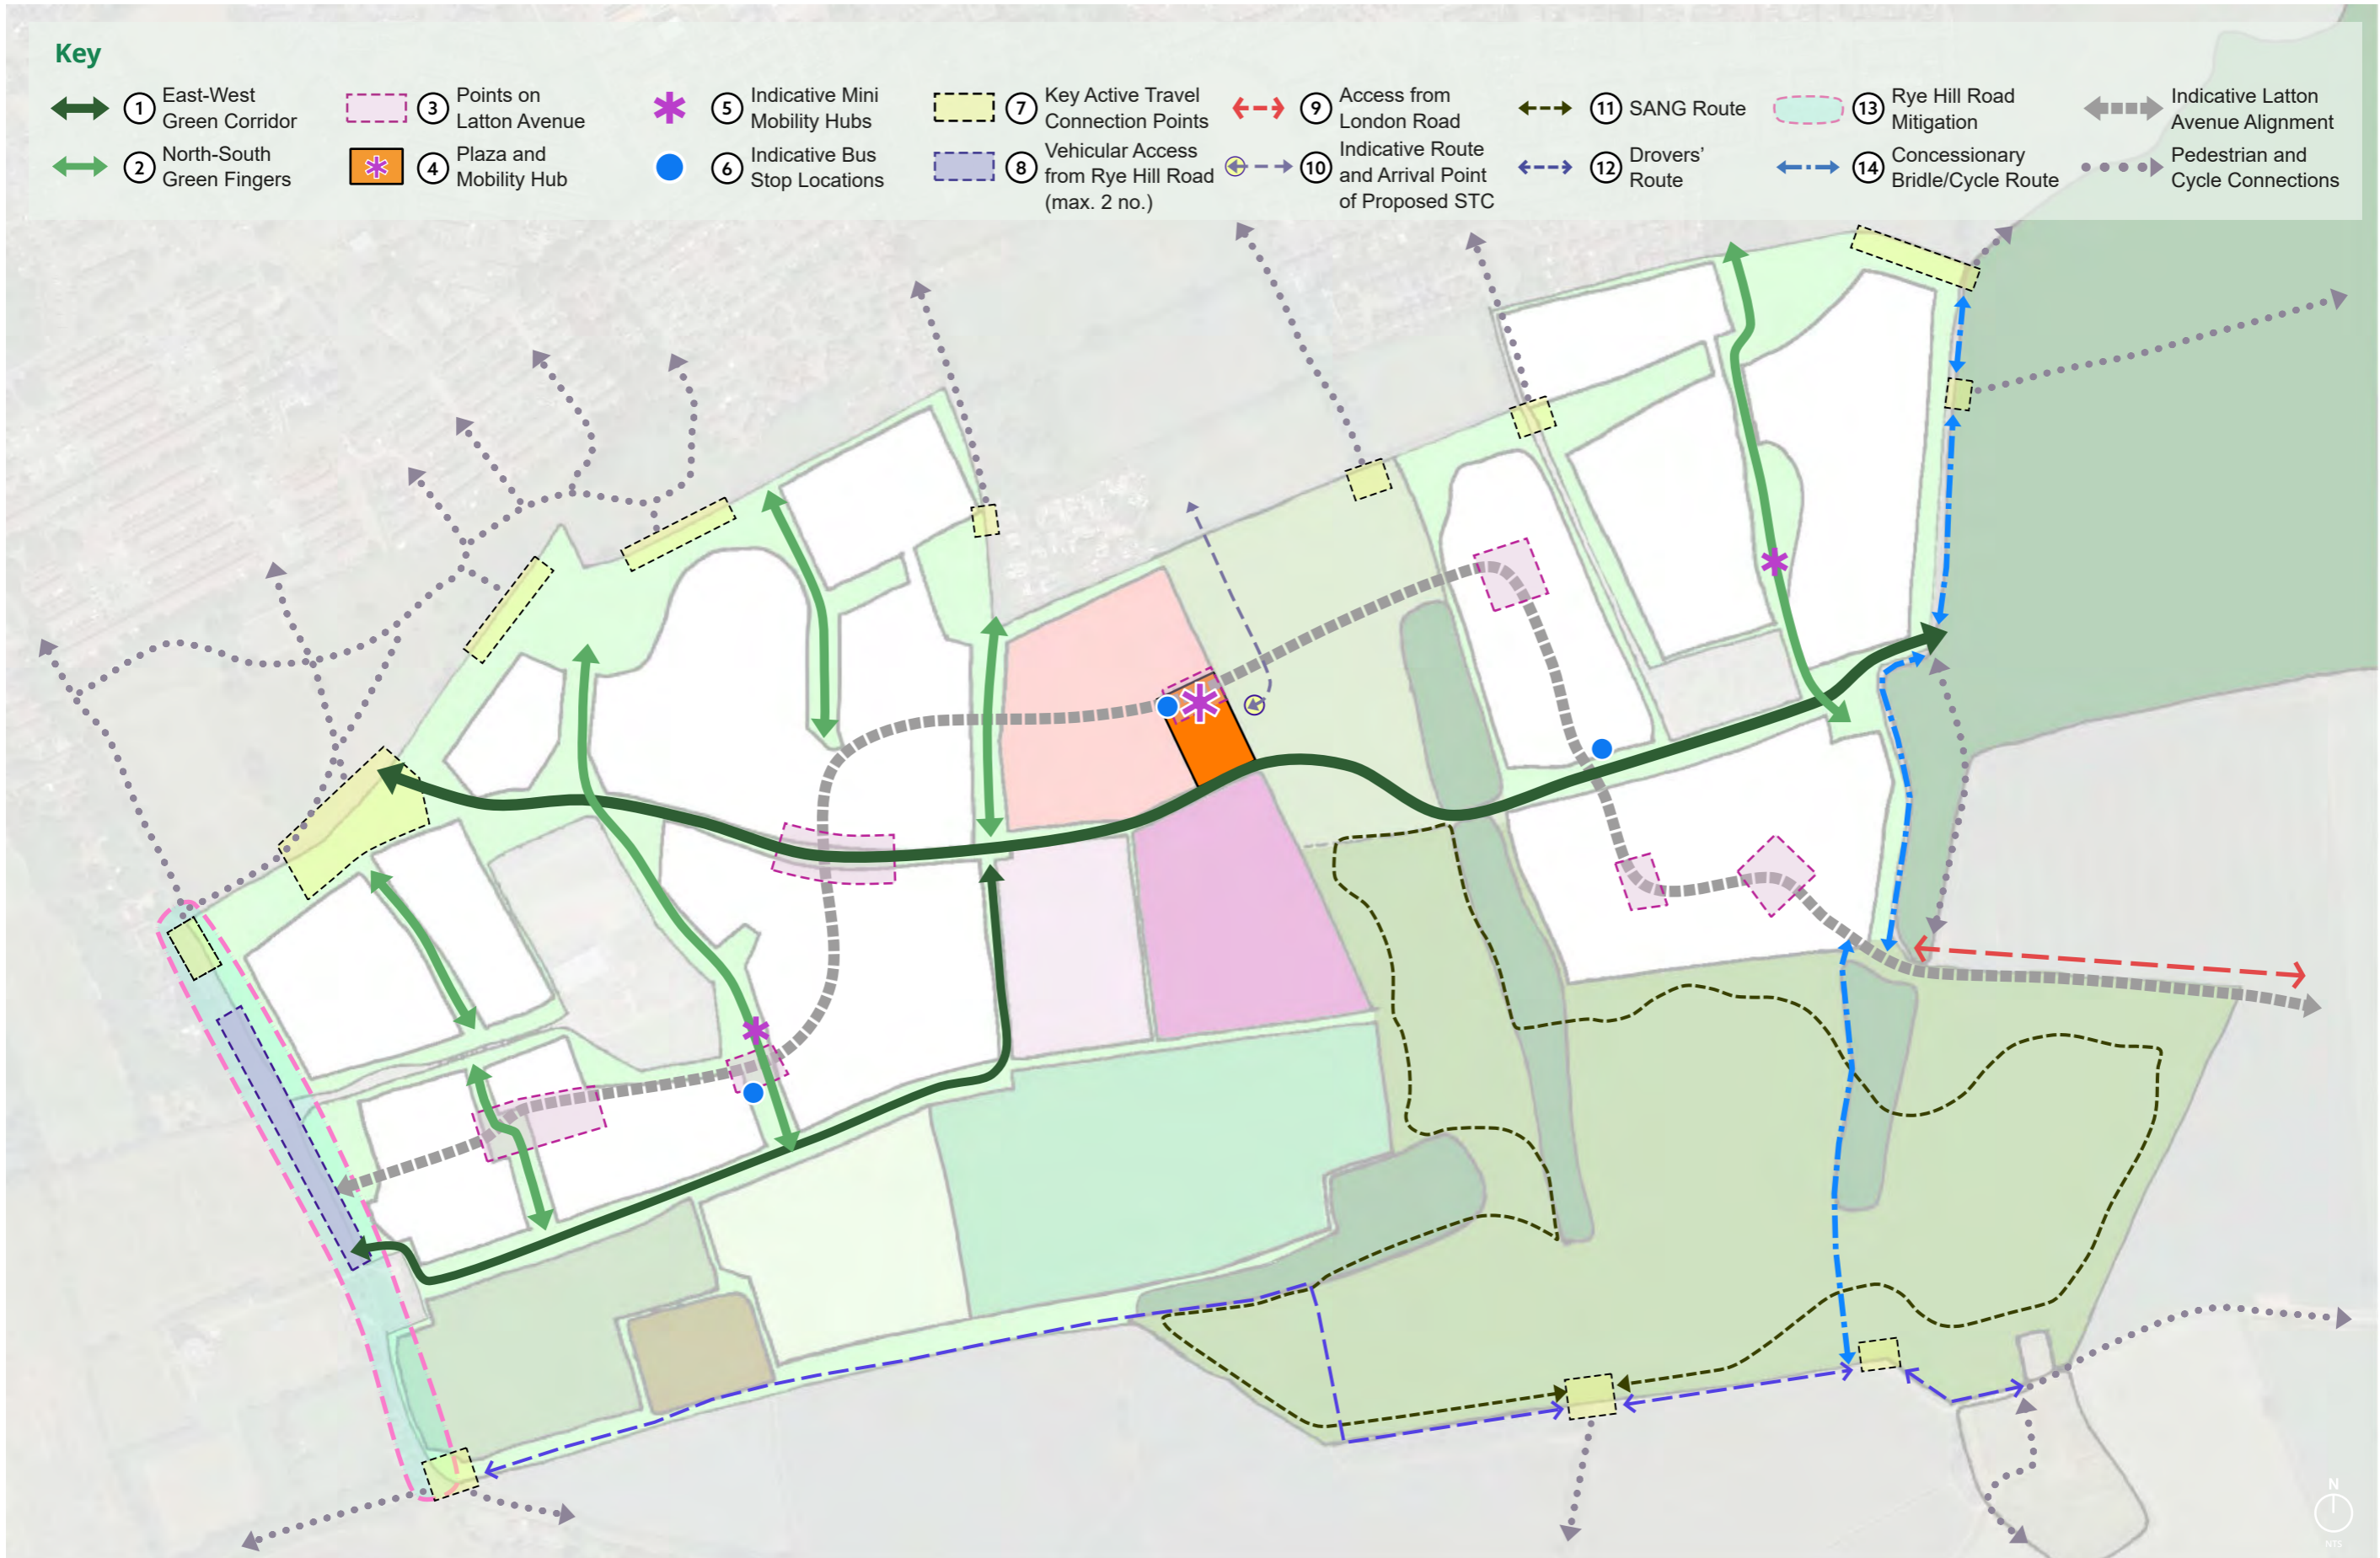 Key
1 East-West
Green Corridor
2 North-South
Green Fingers
3 Points on
Latton Avenue
4 Plaza and
Mobility Hub
5 Indicative Mini
Mobility Hubs
6 Indicative Bus
Stop Locations
7 Key Active Travel
Connection Points
8 Vehicular Access
from Rye Hill Road
(max. 2 no.)
9 Access from
London Road
10 Indicative Route
and Arrival Point
of Proposed STC
11 SANG Route
12 Drovers’
Route
13 Rye Hill Road
Mitigation
14 Concessionary
Bridle/Cycle Route
Indicative Latton
Avenue Alignment
Pedestrian and
Cycle Connections
N
NTS